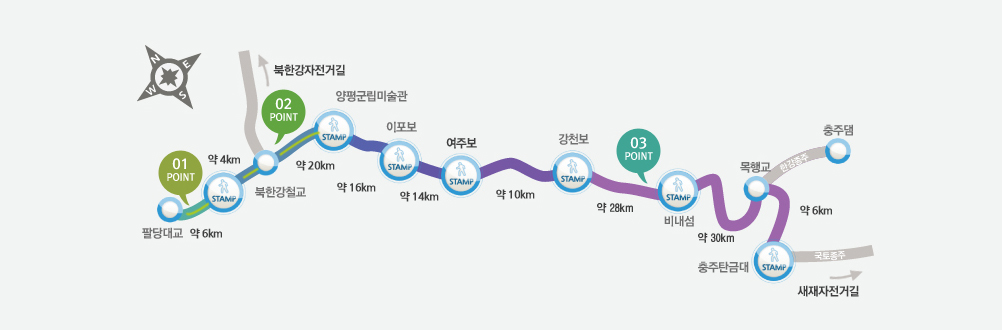 N
E
W
S
북한강자전거길
02
POINT
양평군립미술관
STAMP
이포보
여주보
강천보
03
POINT
충주댐
01
POINT
약 4km
약 20km
STAMP
STAMP
STAMP
한강종주
목행교
STAMP
북한강철교
약 16km
약 14km
약 10km
약 28km
STAMP
비내섬
약 6km
팔당대교
약 6km
약 30km
충주탄금대
STAMP
국토종주
새재자전거길